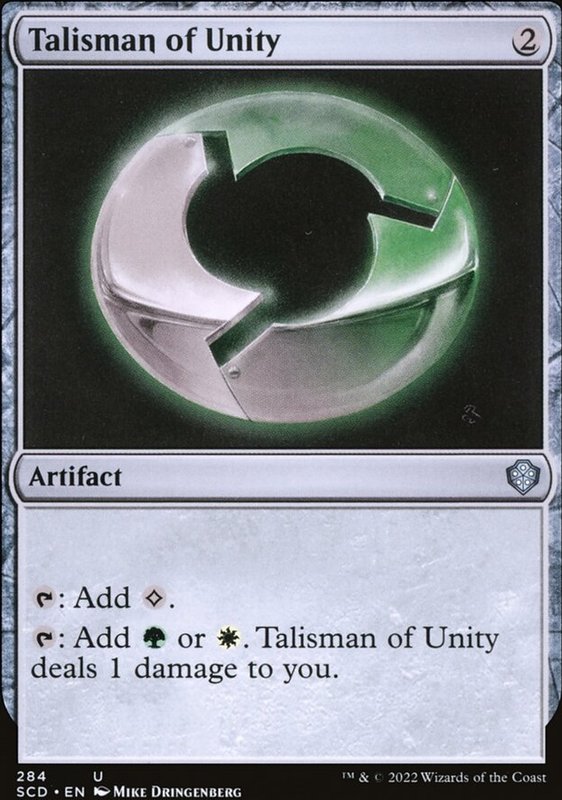 Talisman of Unity 2
Artifact
: Add .
: Add or . Talisman of Unity
deals 1 damage to you.
284 U
SCD • EN Mike Dringenberg
™ & © 2022 Wizards of the Coast